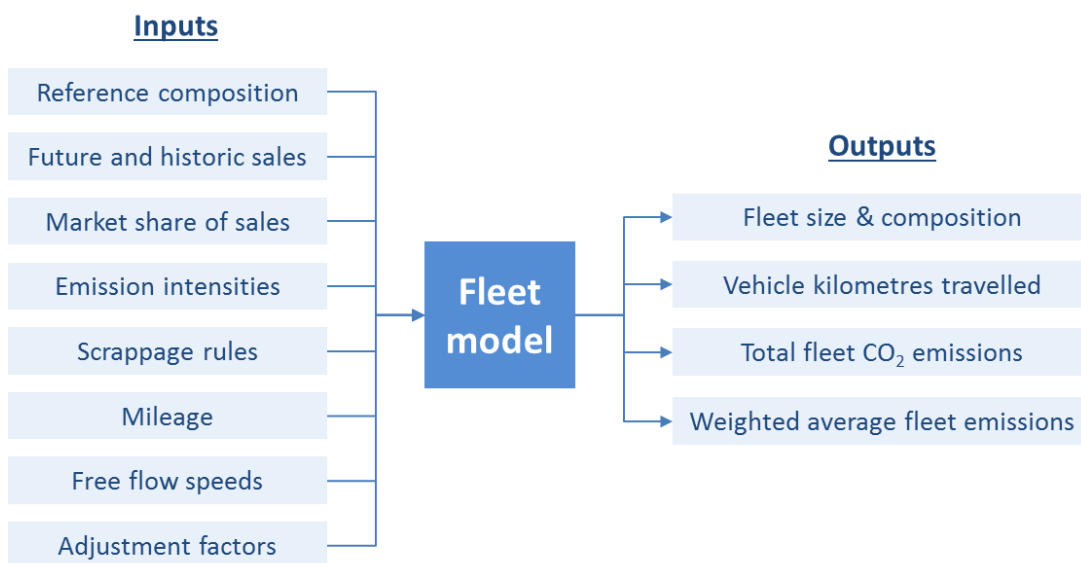 Inputs
Reference composition
Future and historic sales
Market share of sales
Emission intensities
Scrappage rules
Mileage
Free flow speeds
Adjustment factors
Fleet
model
Outputs
Fleet size & composition
Vehicle kilometres travelled
Total fleet CO₂ emissions
Weighted average fleet emissions